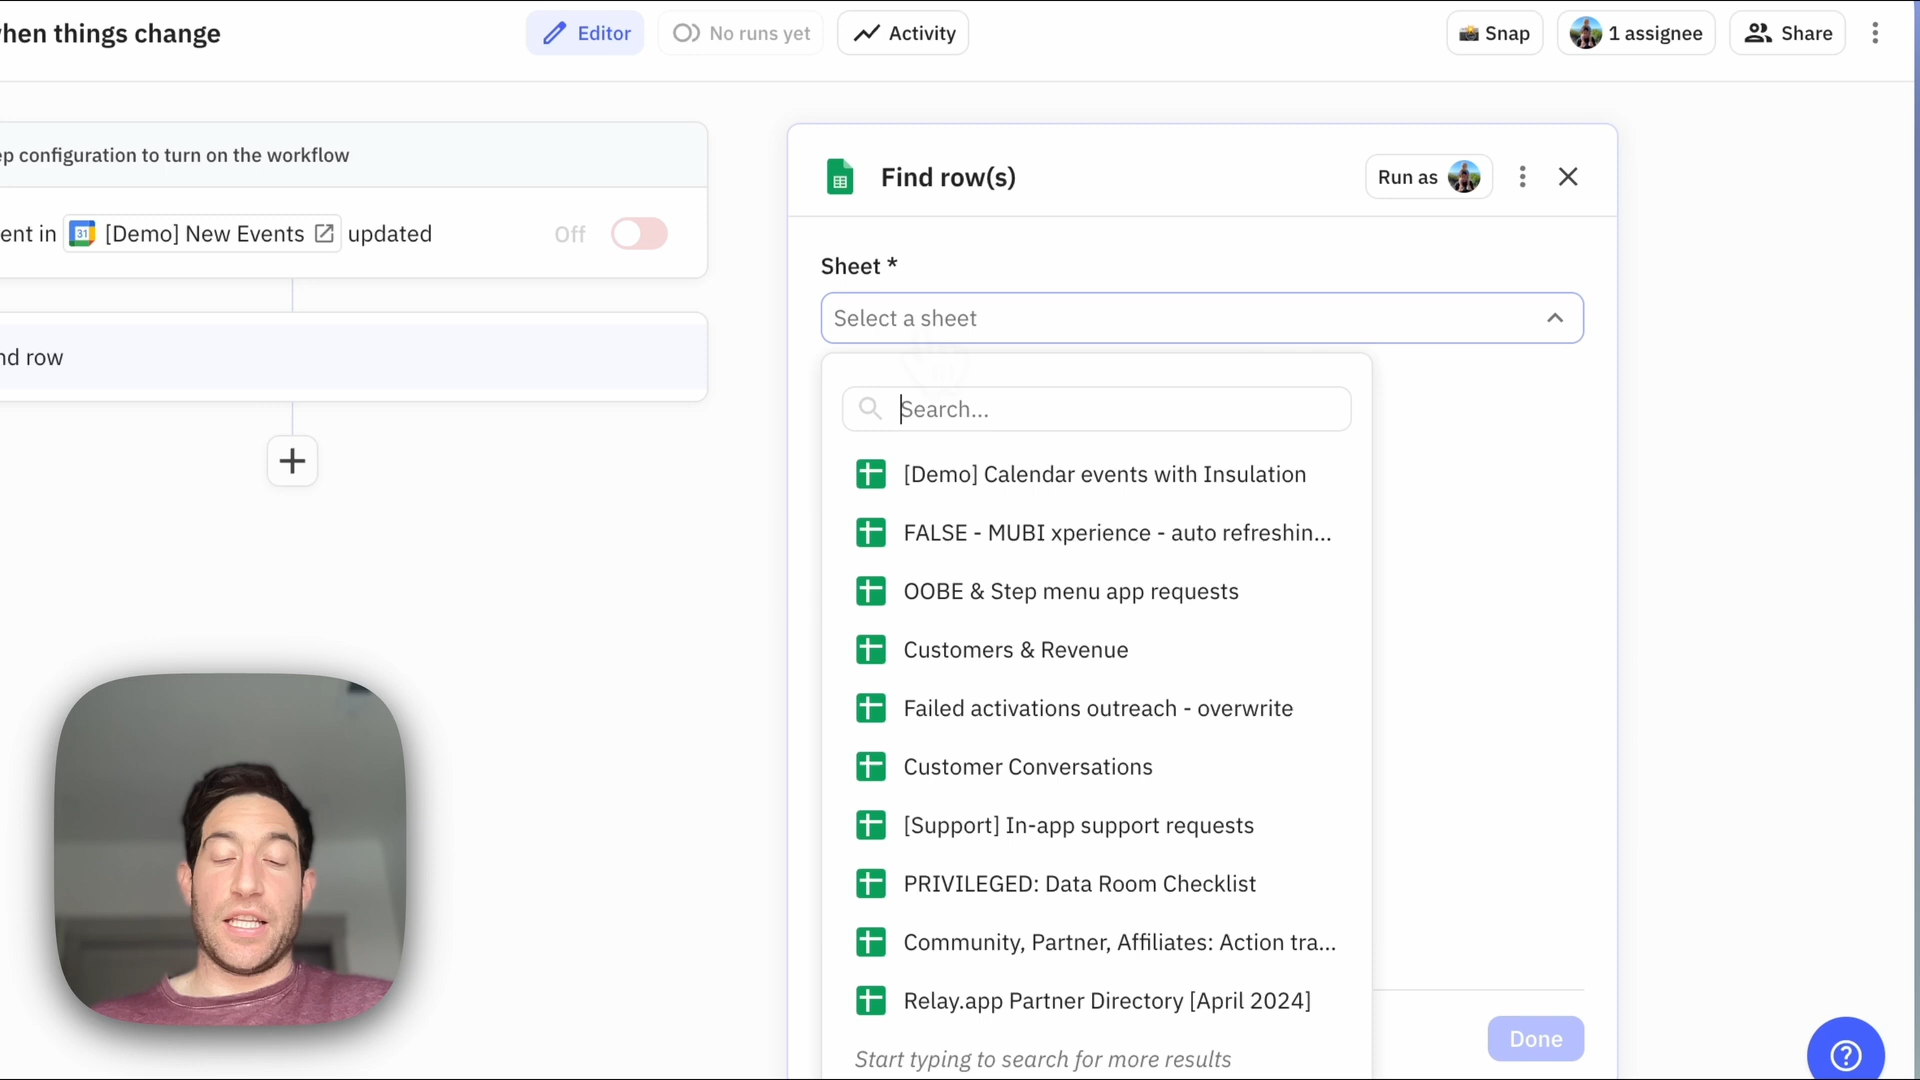 when things change
Editor
No runs yet
Activity
Snap
1 assignee
Share
ep configuration to turn on the workflow
ent in
31
[Demo] New Events
updated
Off
nd row
Find row(s)
Run as
Sheet *
Select a sheet
Search...
[Demo] Calendar events with Insulation
FALSE - MUBI xperience - auto refreshin...
OOBE & Step menu app requests
Customers & Revenue
Failed activations outreach - overwrite
Customer Conversations
[Support] In-app support requests
PRIVILEGED: Data Room Checklist
Community, Partner, Affiliates: Action tra...
Relay.app Partner Directory [April 2024]
Start typing to search for more results
Done